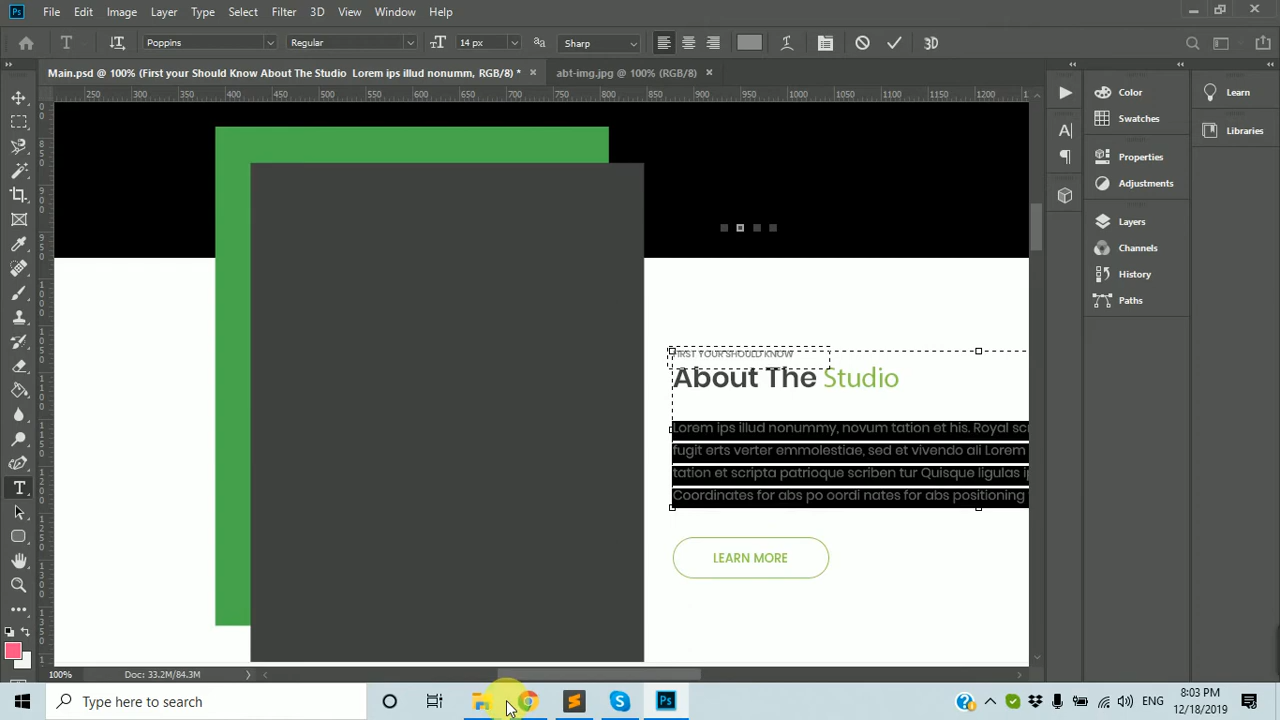 Ps File Edit Image Layer Type Select Filter 3D View Window Help
T Poppins Regular 14 px Sharp 3D
Main.psd @ 100% (First your Should Know About The Studio Lorem ips illud nonumm, RGB/8) * abt-img.jpg @ 100% (RGB/8)
250 300 350 400 450 500 550 600 650 700 750 800 850 900 950 1000 1050 1100 1150 1200
Color
Swatches
Properties
Adjustments
Layers
Channels
History
Paths
Learn
Libraries
FIRST YOUR SHOULD KNOW
About The Studio
Lorem ips illud nonummy, novum tation et his. Royal
fugit erts verter emmolestiae, sed et vivendo ali Lorem
tation et scripta patrioque scriben tur Quisque ligulas
Coordinates for abs po oordi nates for abs positioning
LEARN MORE
100% Doc: 33.2M/84.3M
Type here to search
Ps
ENG
8:03 PM
12/18/2019